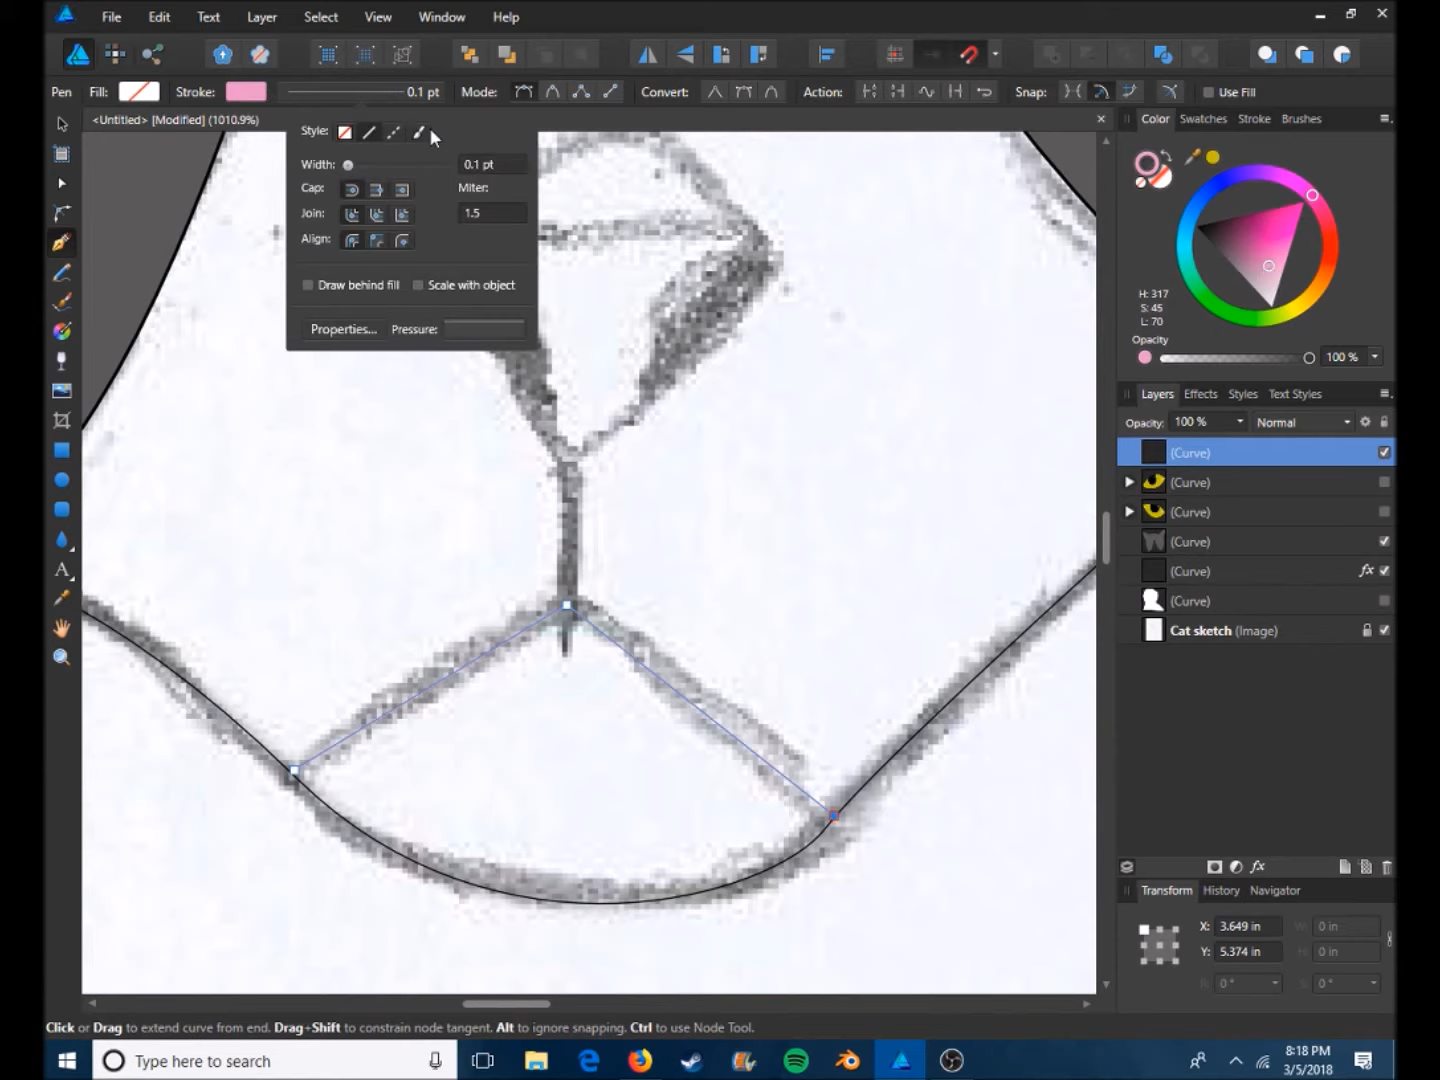 File Edit Text Layer Select View Window Help
Pen Fill: Stroke: 0.1 pt Mode: Convert: Action: Snap: Use Fill
<Untitled> [Modified] (1010.9%)
Style:
Width: 0.1 pt
Cap: Miter:
Join: 1.5
Align:
Draw behind fill Scale with object
Properties... Pressure:
Color Swatches Stroke Brushes
H: 317
S: 45
L: 70
Opacity
100 %
Layers Effects Styles Text Styles
Opacity: 100 % Normal
(Curve)
(Curve)
(Curve)
(Curve)
(Curve) fx
(Curve)
Cat sketch (Image)
fx
Transform History Navigator
X: 3.649 in W: 0 in
Y: 5.374 in H: 0 in
R: 0 ° S: 0 °
Click or Drag to extend curve from end. Drag+Shift to constrain node tangent. Alt to ignore snapping. Ctrl to use Node Tool.
Type here to search
8:18 PM
3/5/2018